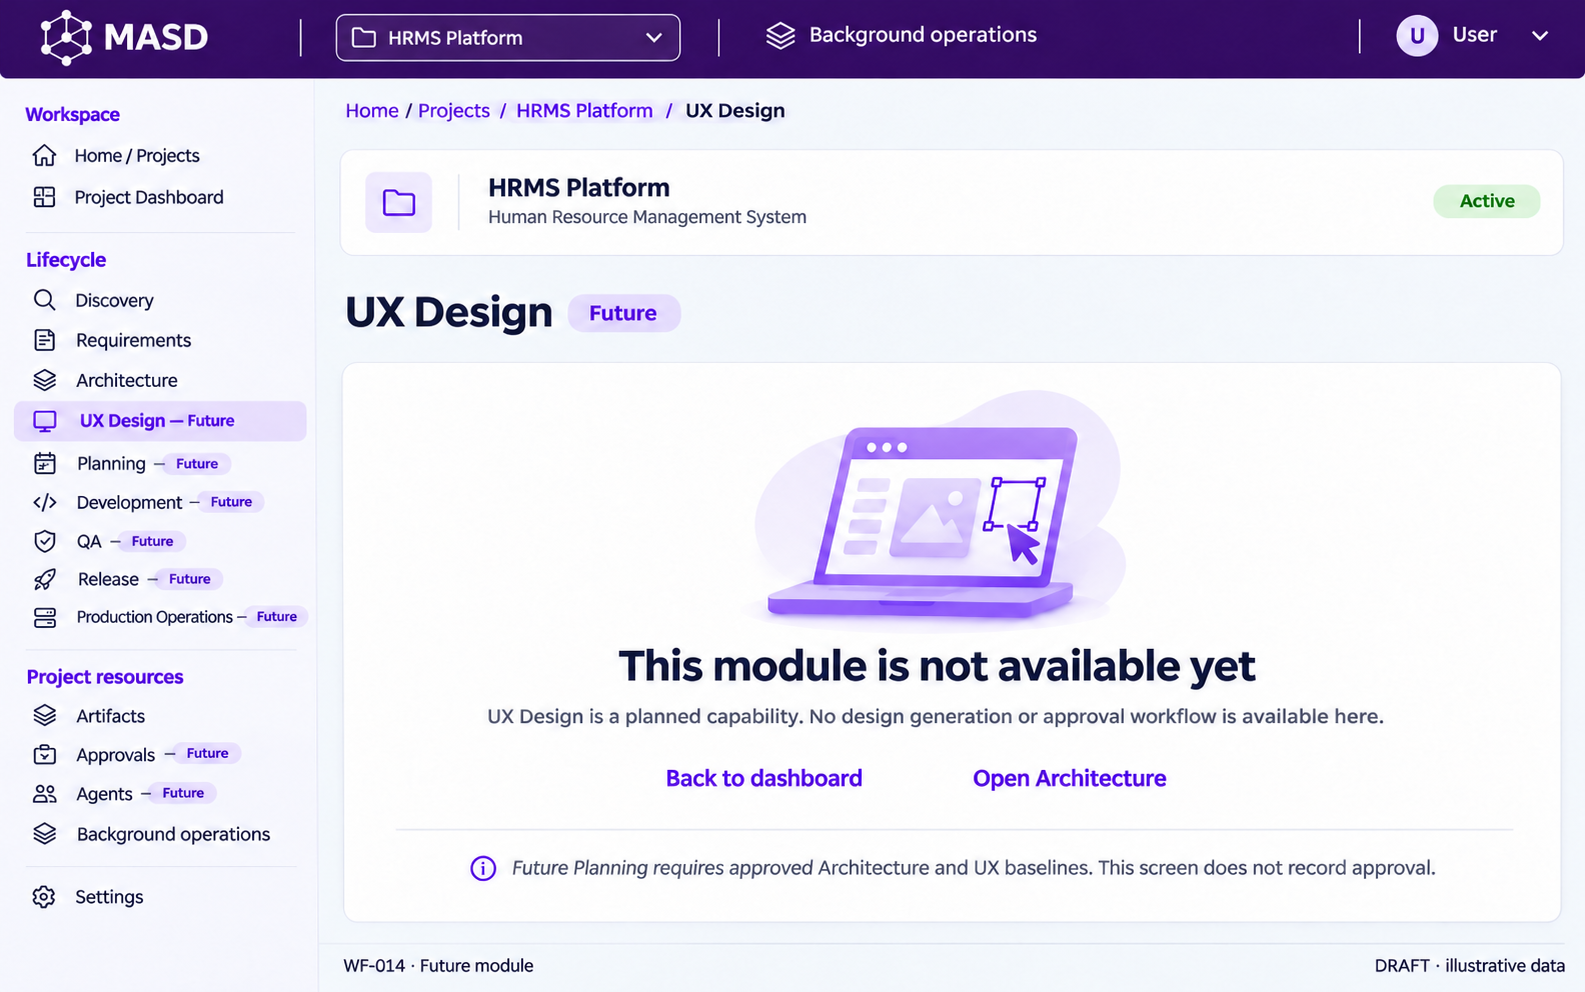 MASD
HRMS Platform
Background operations
U
User
Workspace
Home / Projects
Project Dashboard
Lifecycle
Discovery
Requirements
Architecture
UX Design — Future
Planning — Future
Development — Future
QA — Future
Release — Future
Production Operations — Future
Project resources
Artifacts
Approvals — Future
Agents — Future
Background operations
Settings
Home / Projects / HRMS Platform / UX Design
HRMS Platform
Human Resource Management System
Active
UX Design Future
This module is not available yet
UX Design is a planned capability. No design generation or approval workflow is available here.
Back to dashboard Open Architecture
Future Planning requires approved Architecture and UX baselines. This screen does not record approval.
WF-014 · Future module
DRAFT · illustrative data